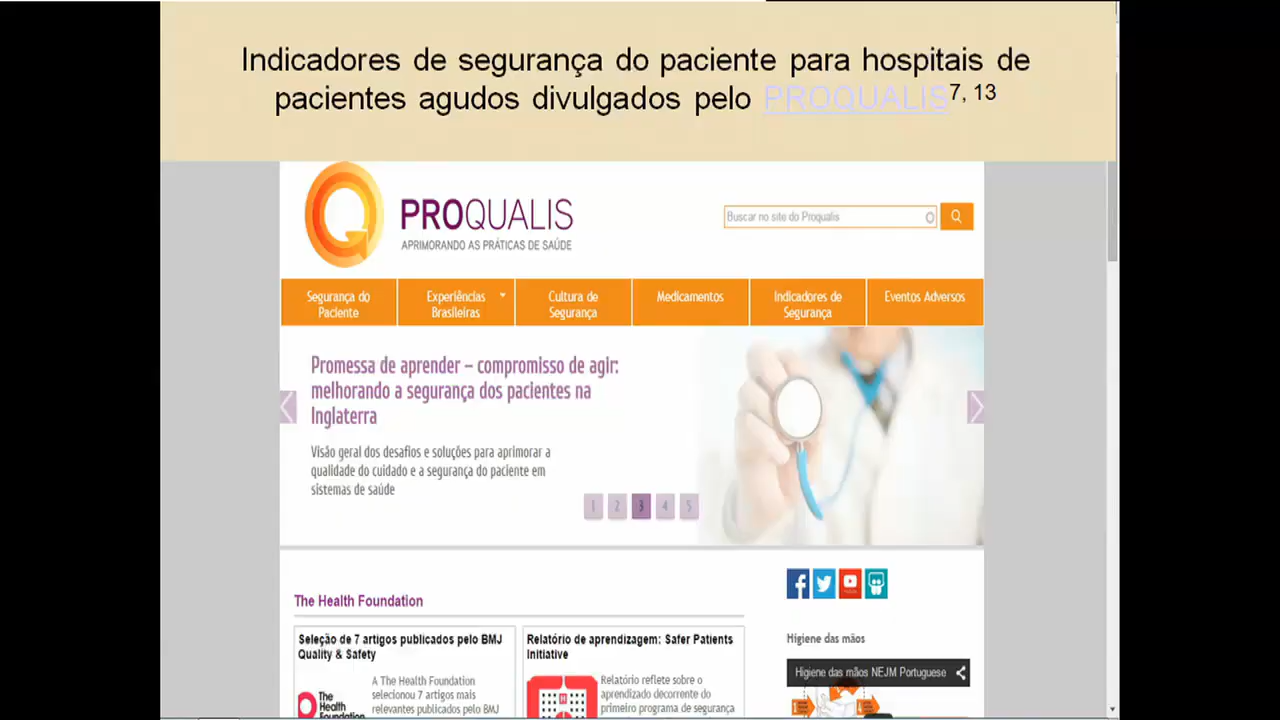 Indicadores de segurança do paciente para hospitais de
pacientes agudos divulgados pelo PROQUALIS7, 13
PROQUALIS
APRIMORANDO AS PRÁTICAS DE SAÚDE
Buscar no site do Proqualis
Segurança do
Paciente
Experiências
Brasileiras
Cultura de
Segurança
Medicamentos
Indicadores de
Segurança
Eventos Adversos
Promessa de aprender – compromisso de agir:
melhorando a segurança dos pacientes na
Inglaterra
Visão geral dos desafios e soluções para aprimorar a
qualidade do cuidado e a segurança do paciente em
sistemas de saúde
1 2 3 4 5
The Health Foundation
Seleção de 7 artigos publicados pelo BMJ
Quality & Safety
A The Health Foundation
selecionou 7 artigos mais
relevantes publicados pelo BMJ
The
Health
Foundation
Relatório de aprendizagem: Safer Patients
Initiative
Relatório reflete sobre o
aprendizado decorrente do
primeiro programa de segurança
Higiene das mãos
Higiene das mãos NEJM Portuguese